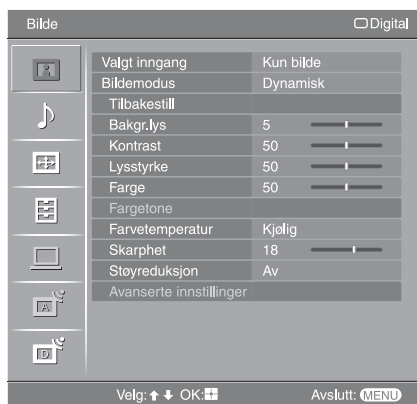 Bilde Digital
Valgt inngang Kun bilde
Bildemodus Dynamisk
Tilbakestill
Bakgr.lys 5
Kontrast 50
Lysstyrke 50
Farge 50
Fargetone
Farvetemperatur Kjølig
Skarphet 18
Støyreduksjon Av
Avanserte innstillinger
A
D
Velg: OK: Avslutt: MENU